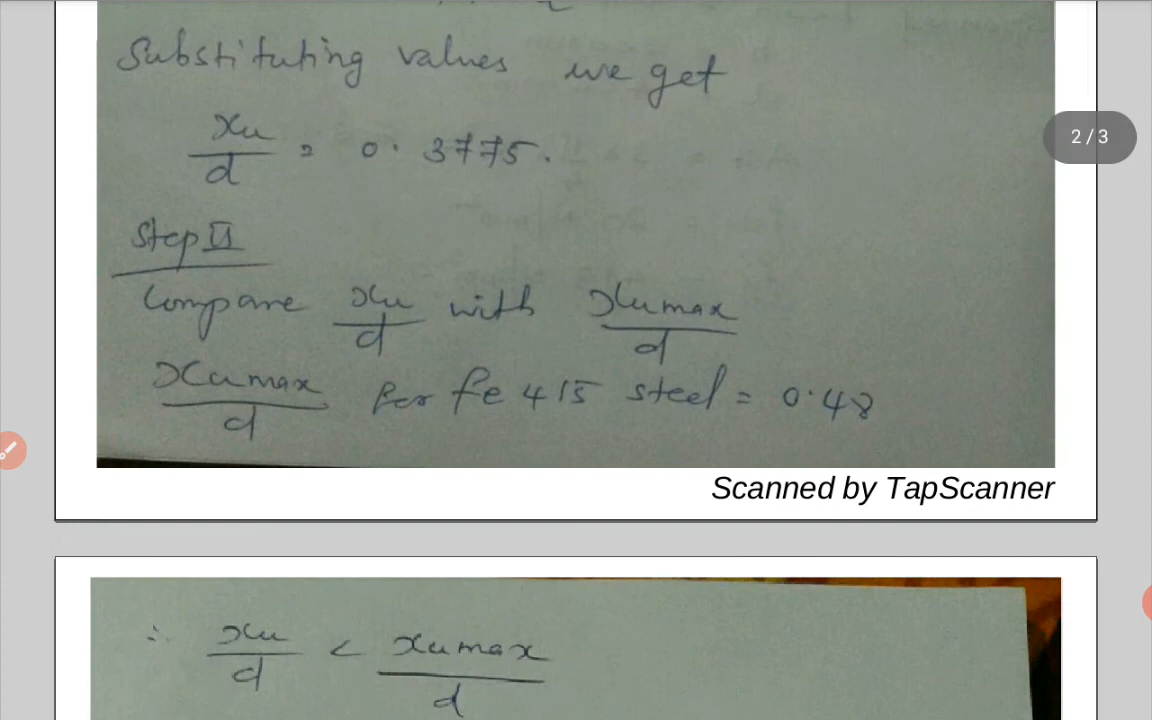 Substituting values we get
xu/d = 0.3775.
2/3
Step II
Compare xu/d with xumax/d
xumax/d for fe 415 steel = 0.48
Scanned by TapScanner
∴ xu/d < xumax/d